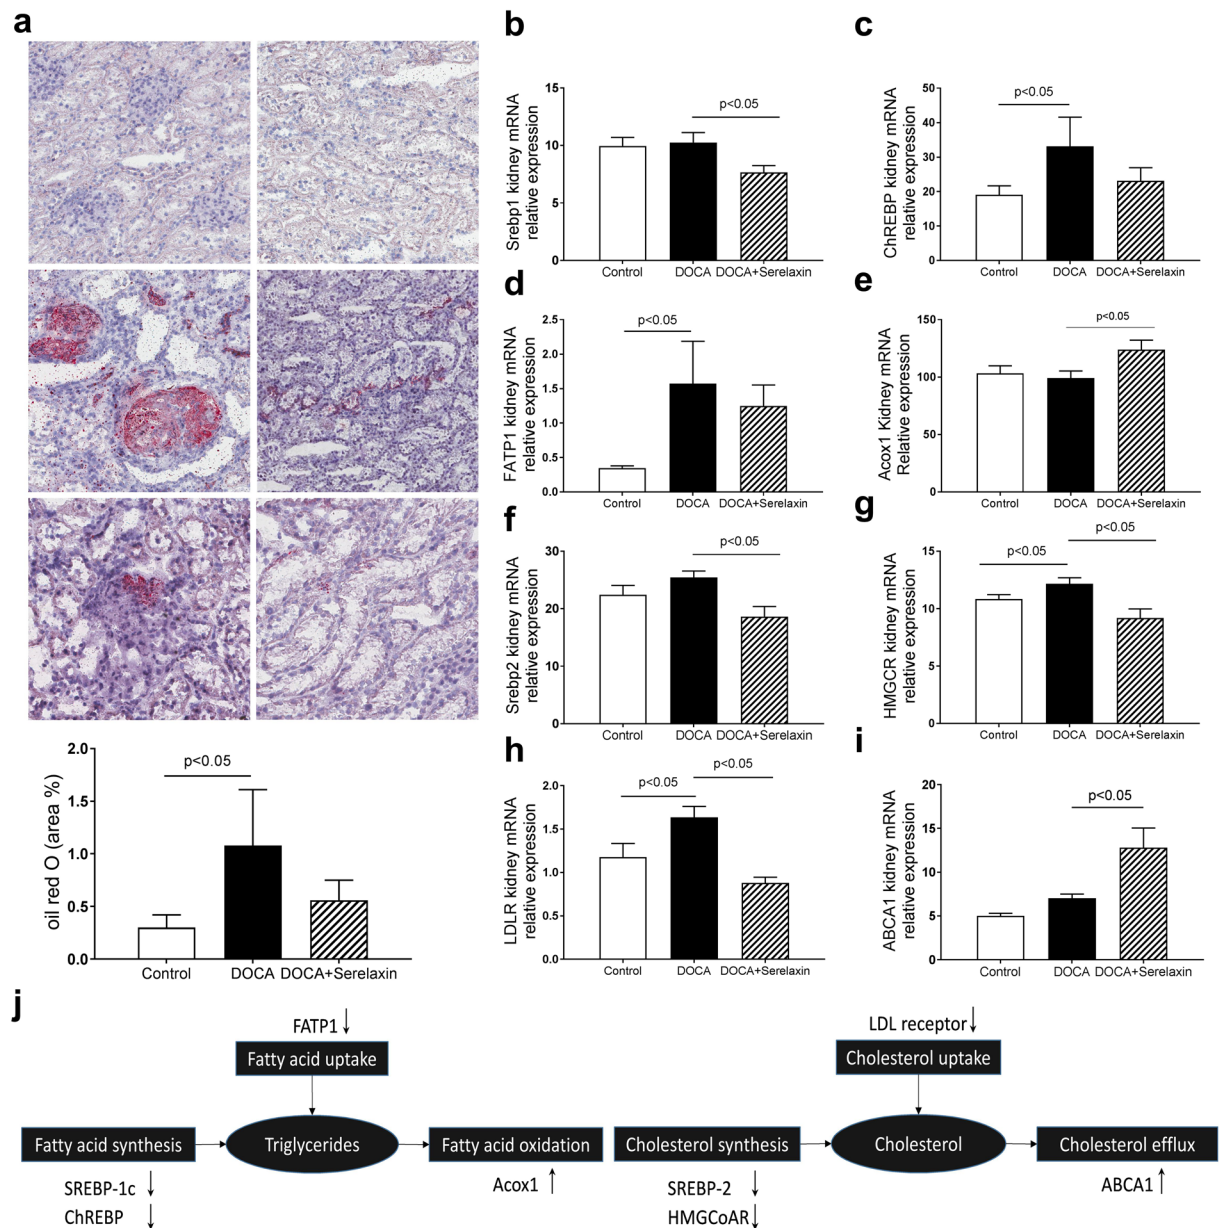 a
b
Srebp1 kidney mRNA
relative expression
15
10
5
0
p<0.05
Control DOCA DOCA+Serelaxin
c
ChREBP kidney mRNA
relative expression
50
40
30
20
10
0
p<0.05
Control DOCA DOCA+Serelaxin
d
FATP1 kidney mRNA
relative expression
2.5
2.0
1.5
1.0
0.5
0.0
p<0.05
Control DOCA DOCA+Serelaxin
e
Acox1 Kidney mRNA
Relative expression
150
100
50
0
p<0.05
Control DOCA DOCA+Serelaxin
f
Srebp2 kidney mRNA
relative expression
30
20
10
0
p<0.05
Control DOCA DOCA+Serelaxin
g
HMGCR kidney mRNA
relative expression
15
10
5
0
p<0.05
p<0.05
Control DOCA DOCA+Serelaxin
oil red O (area %)
2.0
1.5
1.0
0.5
0.0
p<0.05
Control DOCA DOCA+Serelaxin
h
LDLR kidney mRNA
relative expression
2.0
1.5
1.0
0.5
0.0
p<0.05
p<0.05
Control DOCA DOCA+Serelaxin
i
ABCA1 kidney mRNA
relative expression
20
15
10
5
0
p<0.05
Control DOCA DOCA+Serelaxin
j
FATP1 ↓
Fatty acid uptake
Fatty acid synthesis
Triglycerides
Fatty acid oxidation
SREBP-1c ↓
ChREBP ↓
Acox1 ↑
LDL receptor ↓
Cholesterol uptake
Cholesterol synthesis
Cholesterol
Cholesterol efflux
SREBP-2 ↓
HMGCoAR ↓
ABCA1 ↑